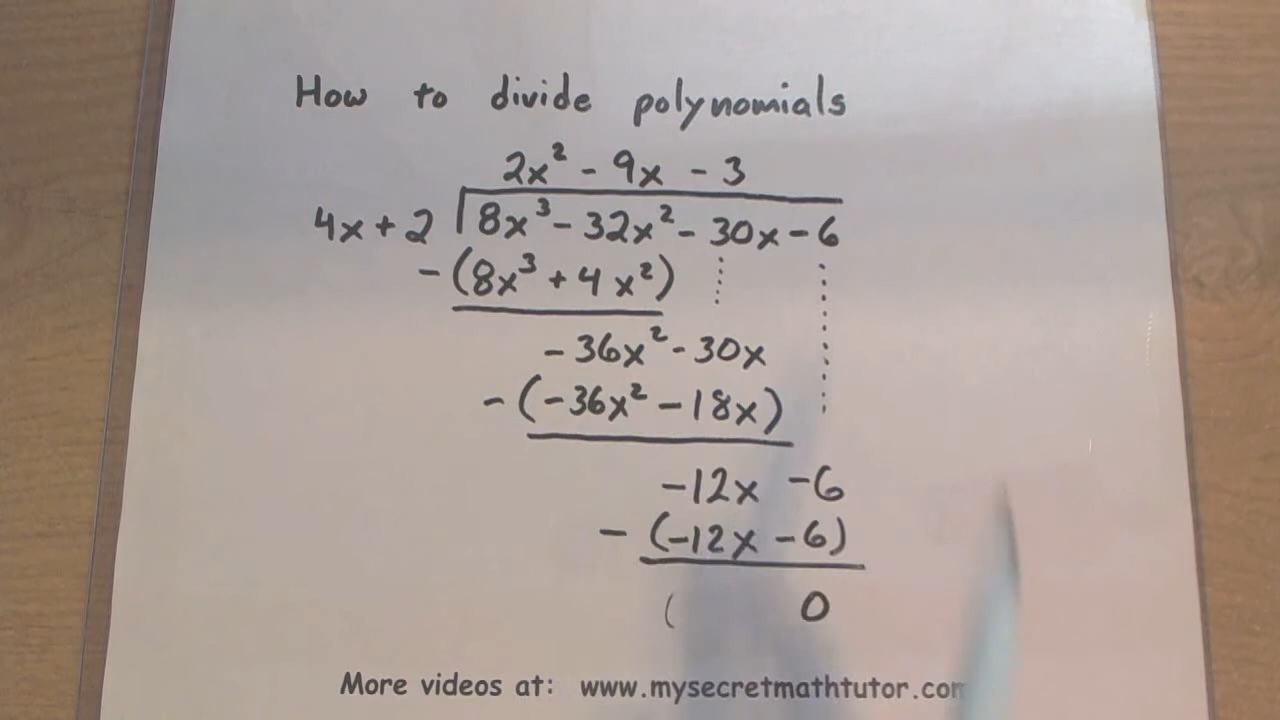 How to divide polynomials
2x² - 9x - 3
4x + 2 8x³ - 32x² - 30x - 6
- (8x³ + 4x²)
- 36x² - 30x
- (-36x² - 18x)
-12x - 6
- (-12x - 6)
( 0
More videos at: www.mysecretmathtutor.com